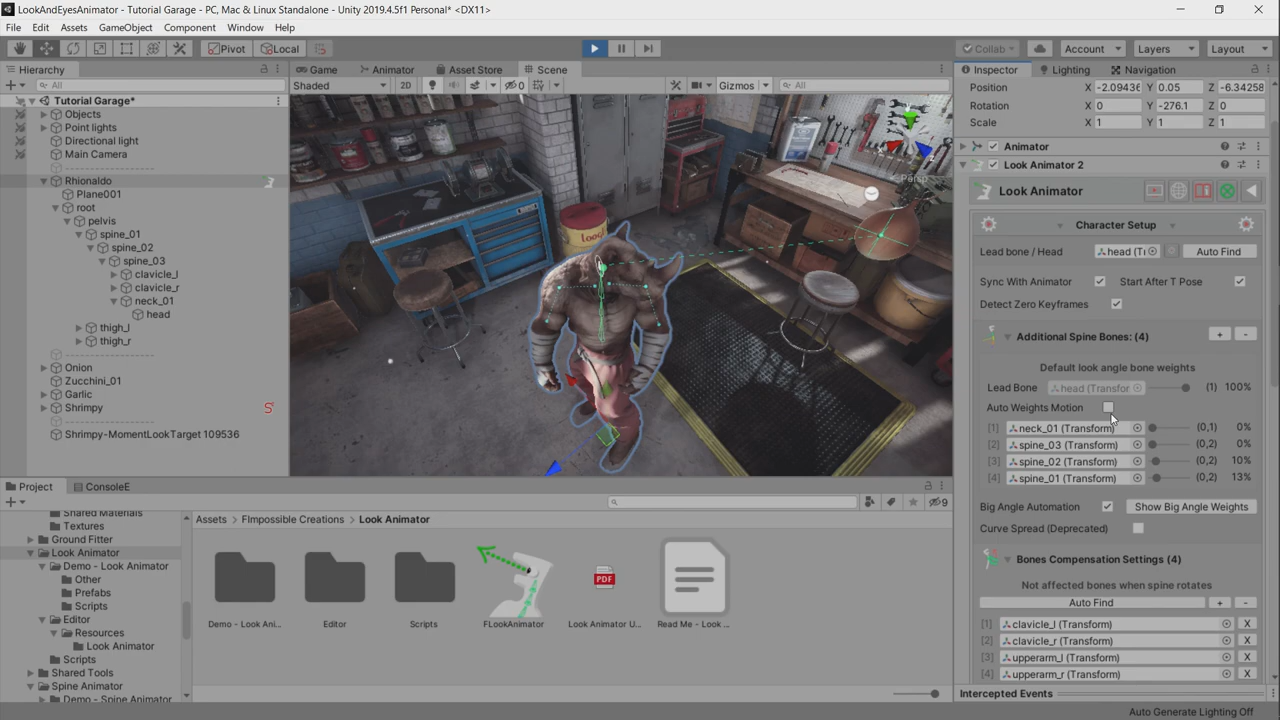 LookAndEyesAnimator - Tutorial Garage - PC, Mac & Linux Standalone - Unity 2019.4.5f1 Personal* <DX11>
File Edit Assets GameObject Component Window Help
Pivot Local Collab Account Layers Layout
Hierarchy
All
Tutorial Garage*
Objects
Point lights
Directional light
Main Camera
Rhionaldo
Plane001
root
pelvis
spine_01
spine_02
spine_03
clavicle_l
clavicle_r
neck_01
head
thigh_l
thigh_r
Onion
Zucchini_01
Garlic
Shrimpy
Shrimpy-MomentLookTarget 109536
Game Animator Asset Store Scene
Shaded 2D 0 Gizmos All
Persp
Inspector Lighting Navigation
Position X -2.09436 Y 0.05 Z -6.34258
Rotation X 0 Y -276.1 Z 0
Scale X 1 Y 1 Z 1
Animator
Look Animator 2
Look Animator
Character Setup
Lead bone / Head head (Tr Auto Find
Sync With Animator Start After T Pose
Detect Zero Keyframes
Additional Spine Bones: (4) + -
Default look angle bone weights
Lead Bone head (Transfor (1) 100%
Auto Weights Motion
[1] neck_01 (Transform) (0,1) 0%
[2] spine_03 (Transform) (0,2) 0%
[3] spine_02 (Transform) (0,2) 10%
[4] spine_01 (Transform) (0,2) 13%
Big Angle Automation Show Big Angle Weights
Curve Spread (Deprecated)
Bones Compensation Settings (4)
Not affected bones when spine rotates
Auto Find + -
[1] clavicle_l (Transform) X
[2] clavicle_r (Transform) X
[3] upperarm_l (Transform) X
[4] upperarm_r (Transform) X
Intercepted Events
Auto Generate Lighting Off
Project ConsoleE
9
Shared Materials
Textures
Ground Fitter
Look Animator
Demo - Look Animator
Other
Prefabs
Scripts
Editor
Resources
Look Animator
Scripts
Shared Tools
Spine Animator
Demo - Spine Animator
Assets > FImpossible Creations > Look Animator
PDF
Demo - Look Ani... Editor Scripts FLookAnimator Look Animator U... Read Me - Look ...